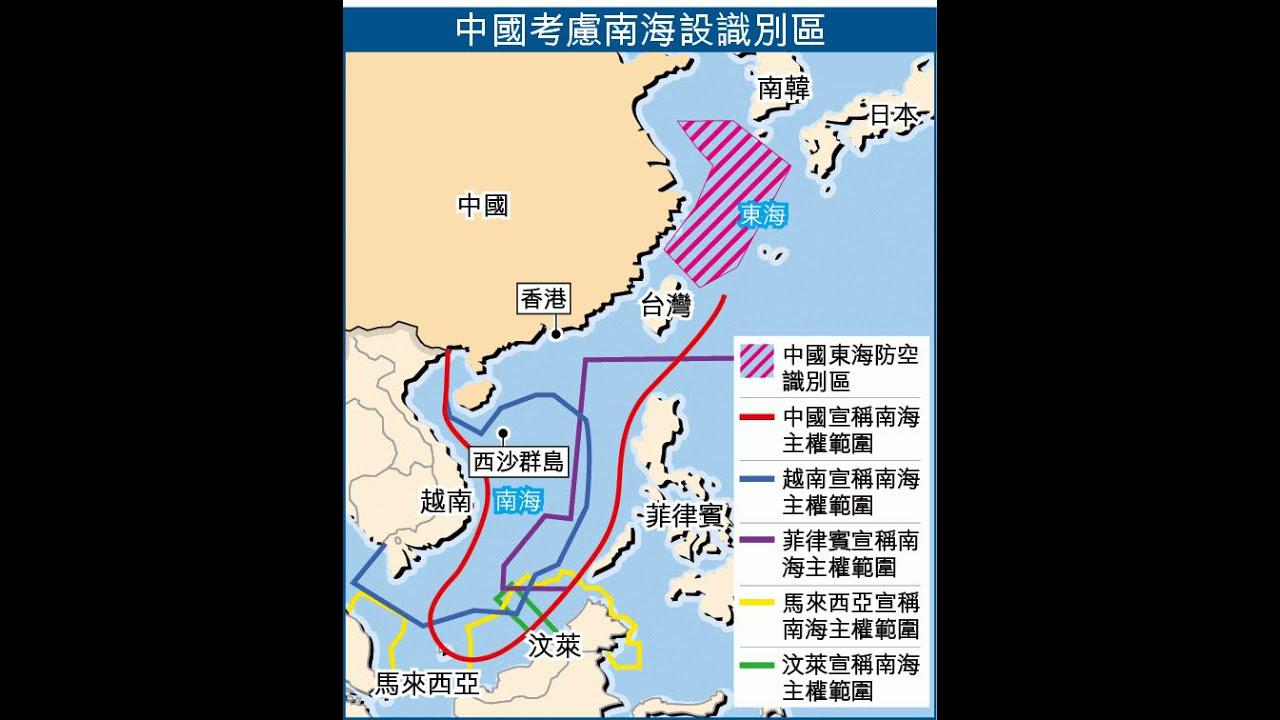 中國考慮南海設識別區
南韓
日本
中國
東海
香港
台灣
西沙群島
越南
南海
菲律賓
汶萊
馬來西亞
中國東海防空
識別區
中國宣稱南海
主權範圍
越南宣稱南海
主權範圍
菲律賓宣稱南
海主權範圍
馬來西亞宣稱
南海主權範圍
汶萊宣稱南海
主權範圍